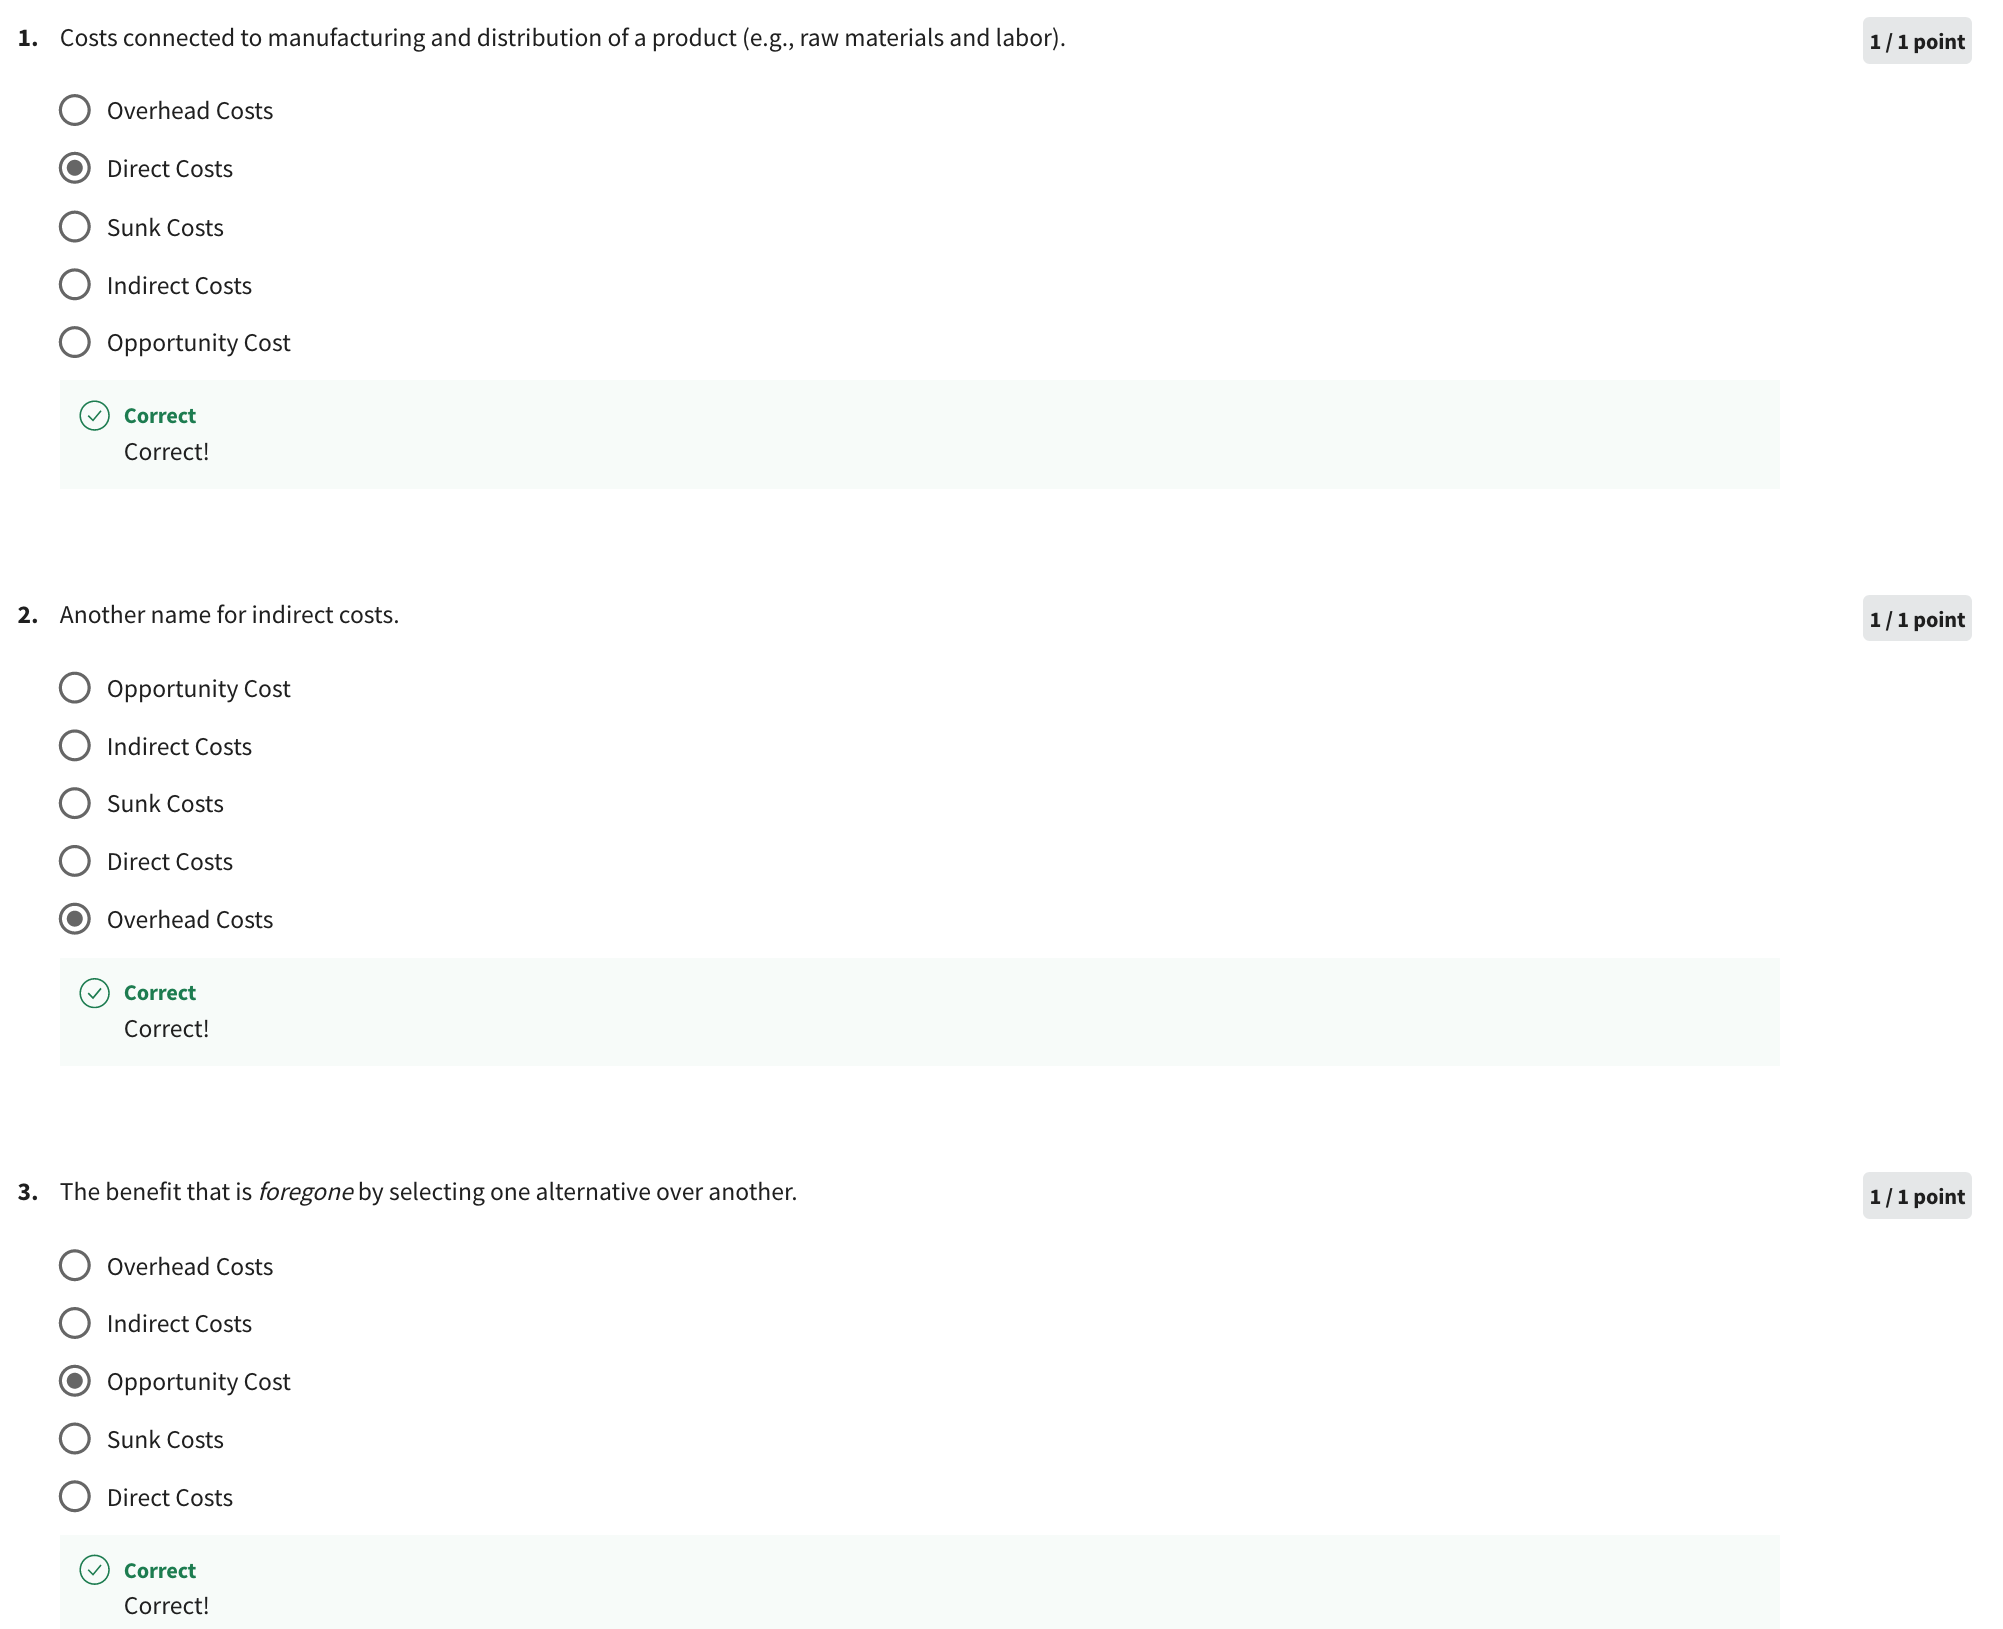 1. Costs connected to manufacturing and distribution of a product (e.g., raw materials and labor).
1 / 1 point
Overhead Costs
Direct Costs
Sunk Costs
Indirect Costs
Opportunity Cost
Correct
Correct!
2. Another name for indirect costs.
1 / 1 point
Opportunity Cost
Indirect Costs
Sunk Costs
Direct Costs
Overhead Costs
Correct
Correct!
3. The benefit that is foregone by selecting one alternative over another.
1 / 1 point
Overhead Costs
Indirect Costs
Opportunity Cost
Sunk Costs
Direct Costs
Correct
Correct!